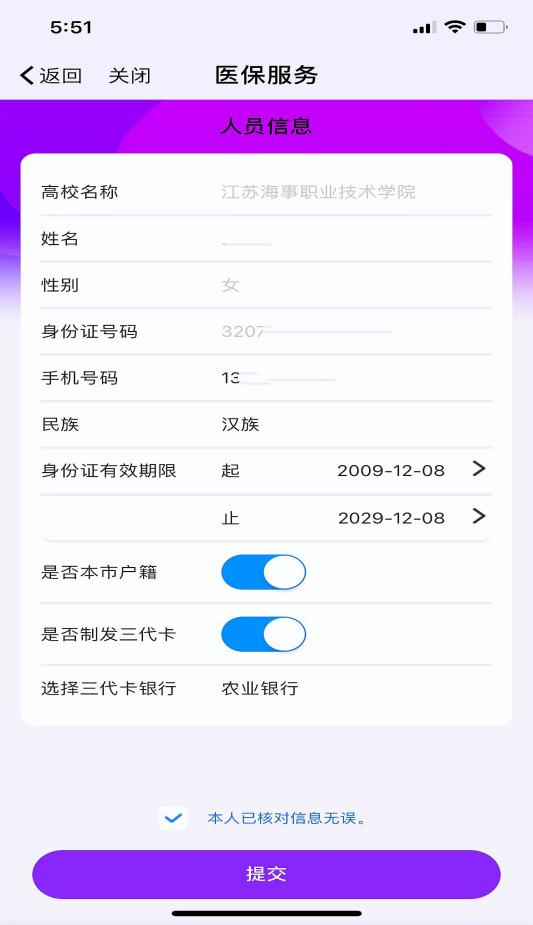 5:51
返回 关闭 医保服务
人员信息
高校名称 江苏海事职业技术学院
姓名
性别 女
身份证号码 3207
手机号码 13
民族 汉族
身份证有效期限 起 2009-12-08
止 2029-12-08
是否本市户籍
是否制发三代卡
选择三代卡银行 农业银行
本人已核对信息无误。
提交